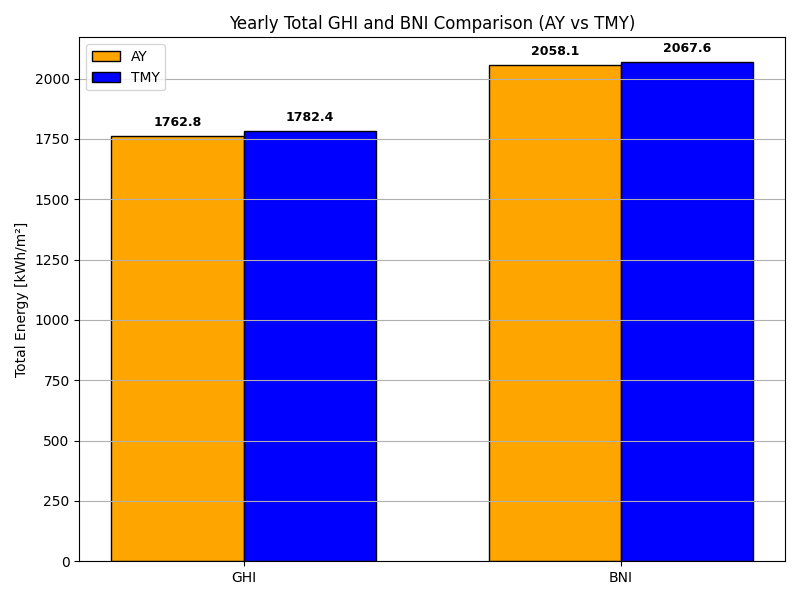 Yearly Total GHI and BNI Comparison (AY vs TMY)
AY
TMY
1762.8
1782.4
2058.1
2067.6
Total Energy [kWh/m²]
2000
1750
1500
1250
1000
750
500
250
0
GHI
BNI